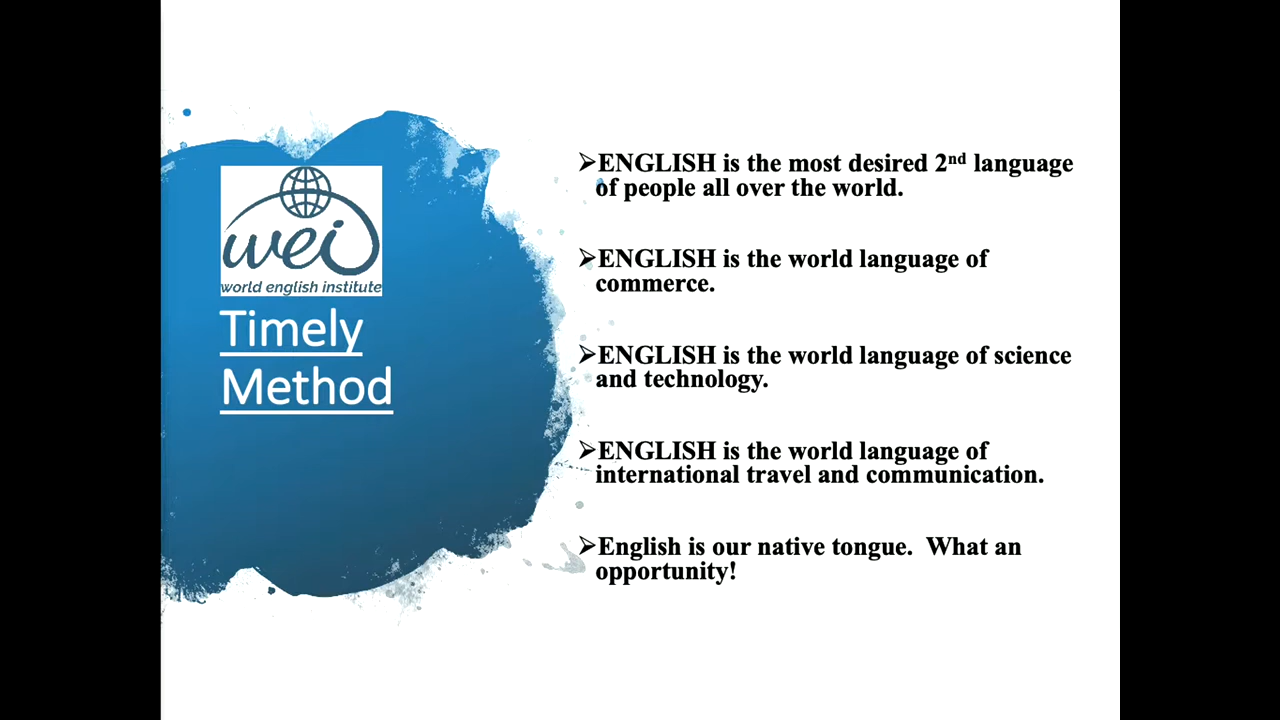 wei
world english institute
Timely
Method
➢ENGLISH is the most desired 2nd language
of people all over the world.
➢ENGLISH is the world language of
commerce.
➢ENGLISH is the world language of science
and technology.
➢ENGLISH is the world language of
international travel and communication.
➢English is our native tongue.  What an
opportunity!